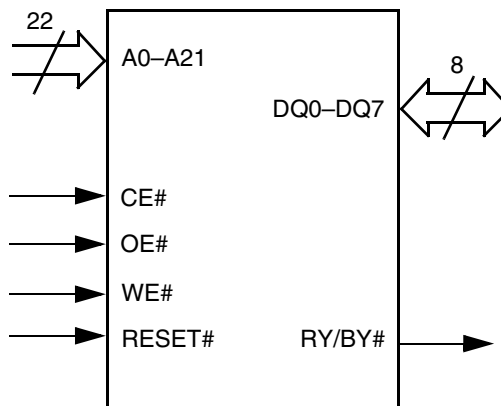 22
A0–A21
8
DQ0–DQ7
CE#
OE#
WE#
RESET#
RY/BY#